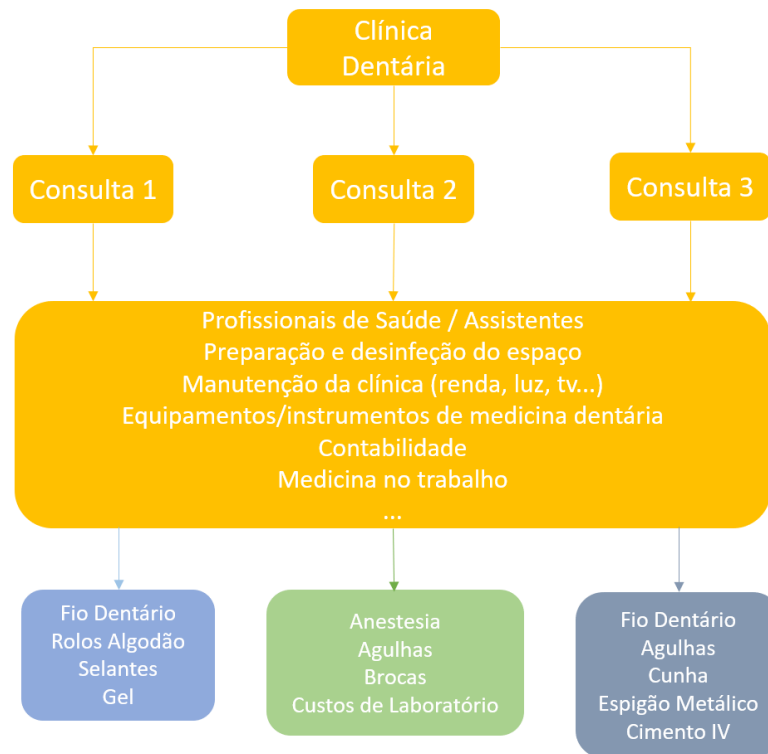 Clínica
Dentária
Consulta 1
Consulta 2
Consulta 3
Profissionais de Saúde / Assistentes
Preparação e desinfeção do espaço
Manutenção da clínica (renda, luz, tv...)
Equipamentos/instrumentos de medicina dentária
Contabilidade
Medicina no trabalho
...
Fio Dentário
Rolos Algodão
Selantes
Gel
Anestesia
Agulhas
Brocas
Custos de Laboratório
Fio Dentário
Agulhas
Cunha
Espigão Metálico
Cimento IV